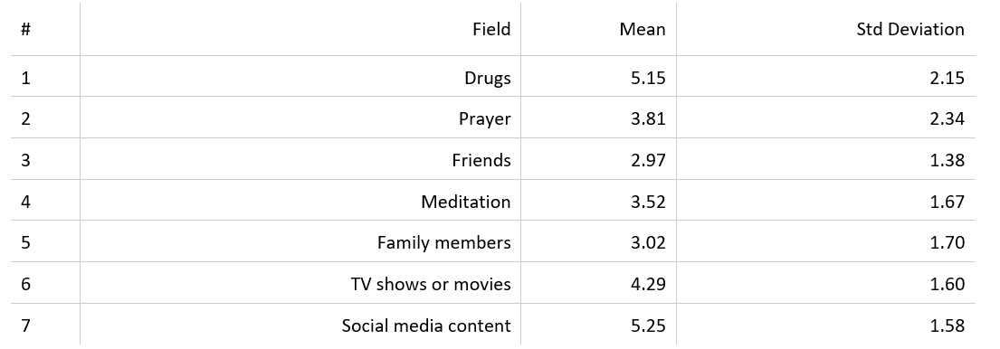 # Field Mean Std Deviation
1 Drugs 5.15 2.15
2 Prayer 3.81 2.34
3 Friends 2.97 1.38
4 Meditation 3.52 1.67
5 Family members 3.02 1.70
6 TV shows or movies 4.29 1.60
7 Social media content 5.25 1.58